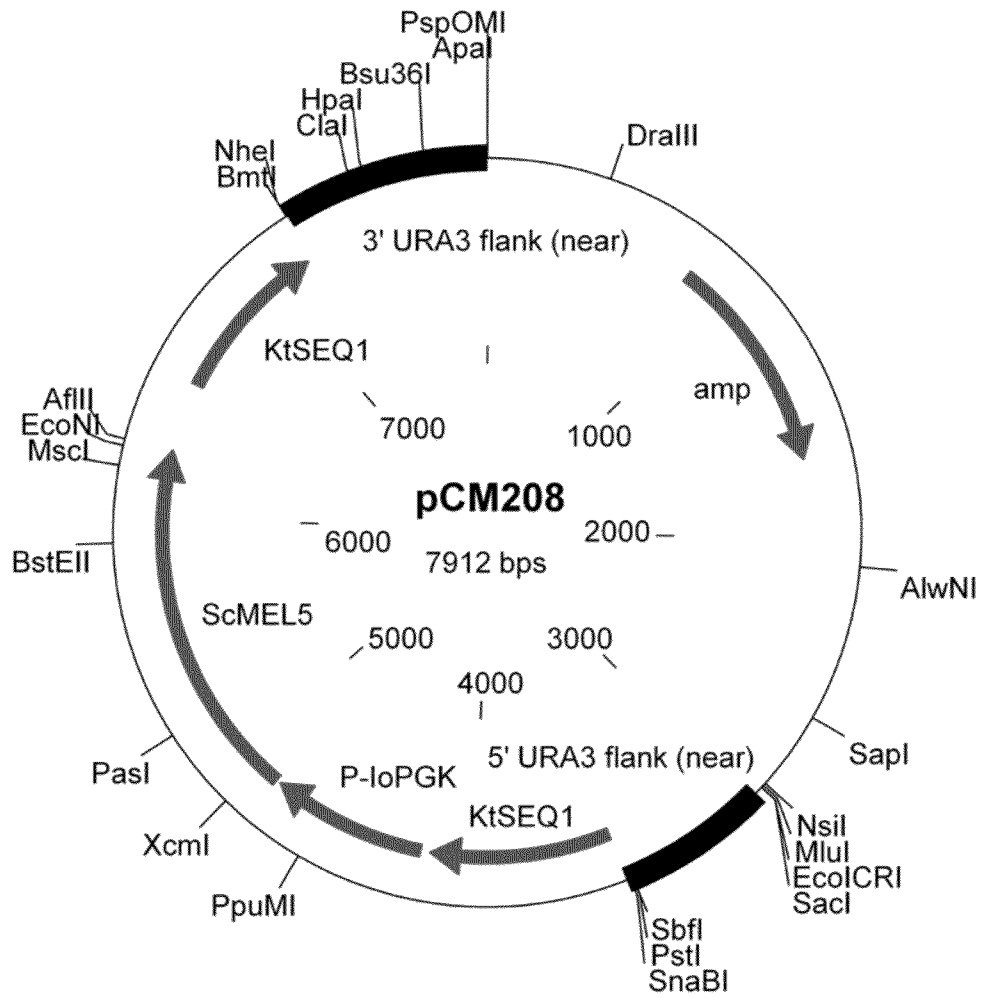 PspOMI
ApaI
Bsu36I
HpaI
ClaI
NheI
BmtI
DraIII
3' URA3 flank (near)
KtSEQ1
amp
AflII
EcoNI
MscI
7000
1000
pCM208
7912 bps
6000
2000
BstEII
AlwNI
ScMEL5
5000
3000
4000
SapI
PasI
P-IoPGK
5' URA3 flank (near)
KtSEQ1
XcmI
NsiI
MluI
EcoICRI
SacI
PpuMI
SbfI
PstI
SnaBI